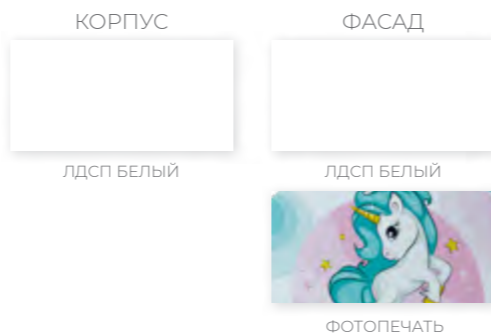 КОРПУС
ФАСАД
ЛДСП БЕЛЫЙ
ЛДСП БЕЛЫЙ
ФОТОПЕЧАТЬ